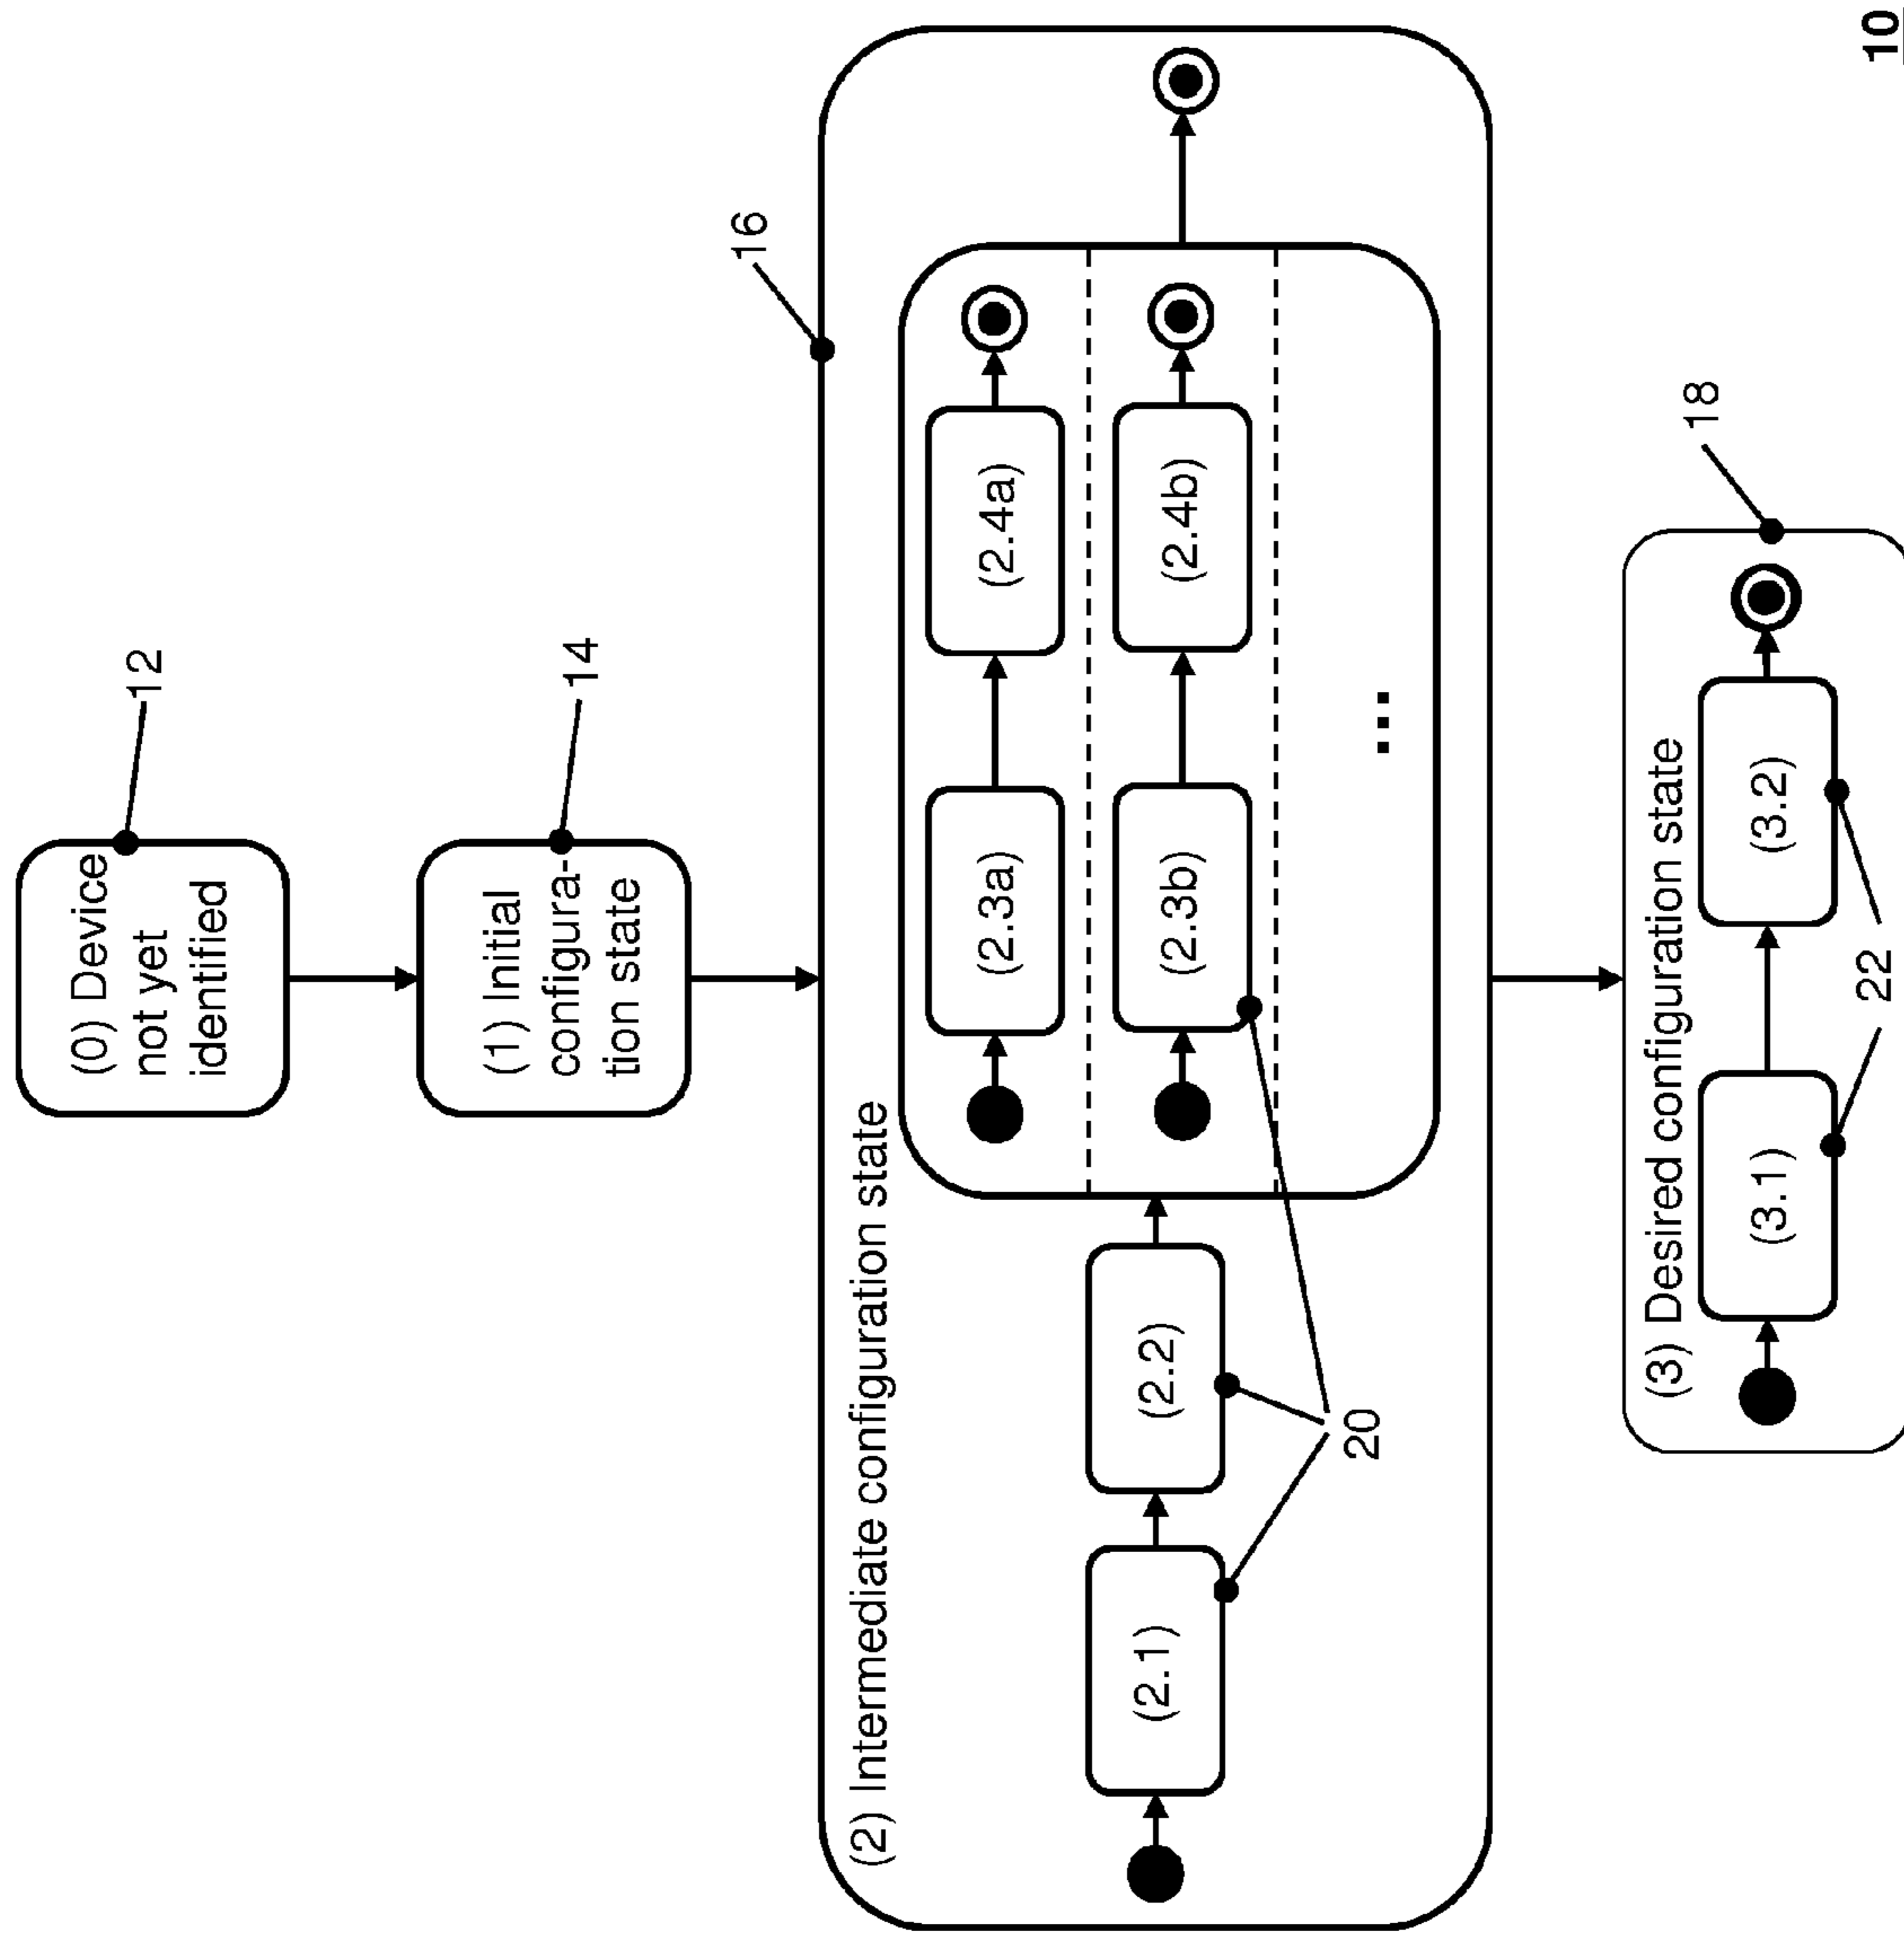 (0) Device
not yet
identified
12
(1) Initial
configura-
tion state
14
16
(2) Intermediate configuration state
(2.1)
(2.2)
(2.3a)
(2.4a)
(2.3b)
(2.4b)
...
20
18
(3) Desired configuration state
(3.1)
(3.2)
22
10